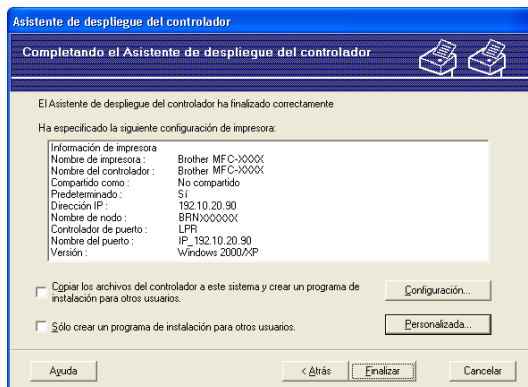 Asistente de despliegue del controlador
Completando el Asistente de despliegue del controlador
El Asistente de despliegue del controlador ha finalizado correctamente
Ha especificado la siguiente configuración de impresora:
Información de impresora
Nombre de impresora : Brother MFC-XXXX
Nombre del controlador : Brother MFC-XXXX
Compartido como : No compartido
Predeterminado : Sí
Dirección IP : 192.10.20.90
Nombre de nodo : BRNXXXXXX
Controlador de puerto : LPR
Nombre del puerto : IP_192.10.20.90
Versión : Windows 2000/XP
Copiar los archivos del controlador a este sistema y crear un programa de
instalación para otros usuarios.
Configuración...
Sólo crear un programa de instalación para otros usuarios.
Personalizada...
Ayuda
< Atrás
Finalizar
Cancelar